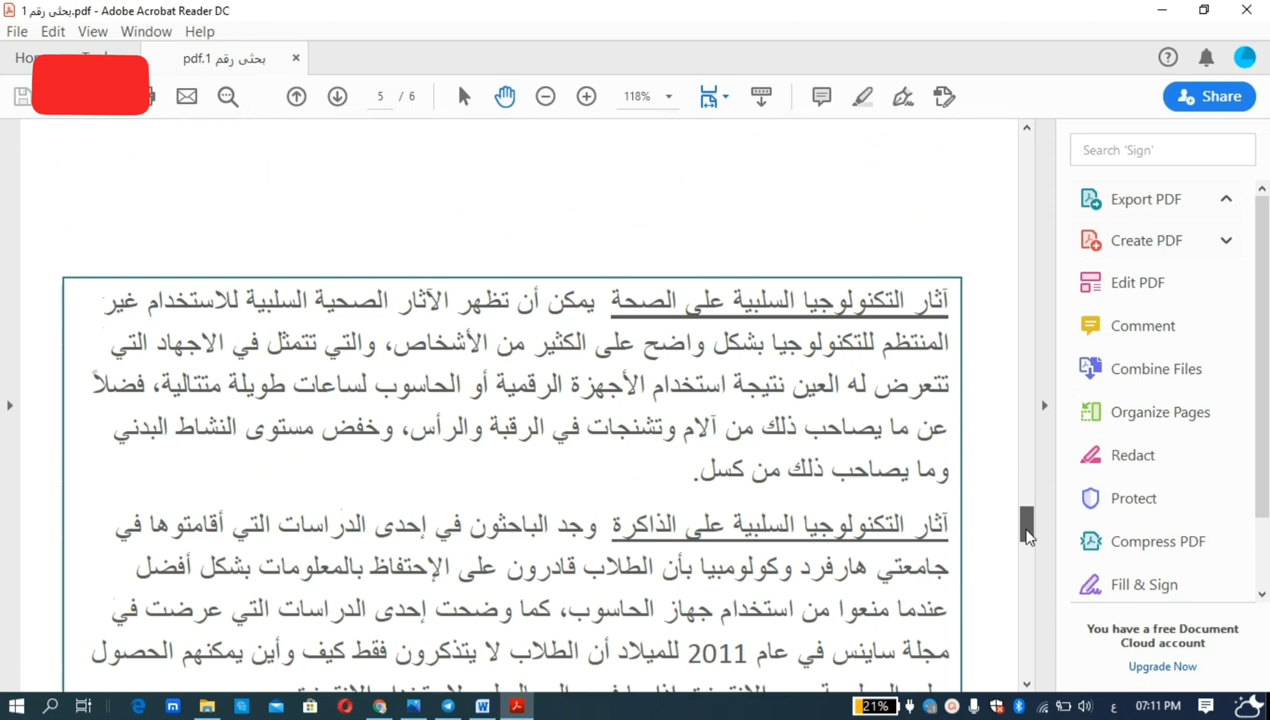 بحثى رقم 1.pdf - Adobe Acrobat Reader DC
File Edit View Window Help
بحثى رقم 1.pdf
5 / 6
118%
Share
آثار التكنولوجيا السلبية على الصحة يمكن أن تظهر الآثار الصحية السلبية للاستخدام غير
المنتظم للتكنولوجيا بشكل واضح على الكثير من الأشخاص، والتي تتمثل في الاجهاد التي
تتعرض له العين نتيجة استخدام الأجهزة الرقمية أو الحاسوب لساعات طويلة متتالية، فضلاً
عن ما يصاحب ذلك من آلام وتشنجات في الرقبة والرأس، وخفض مستوى النشاط البدني
وما يصاحب ذلك من كسل.
آثار التكنولوجيا السلبية على الذاكرة وجد الباحثون في إحدى الدراسات التي أقامتوها في
جامعتي هارفرد وكولومبيا بأن الطلاب قادرون على الإحتفاظ بالمعلومات بشكل أفضل
عندما منعوا من استخدام جهاز الحاسوب، كما وضحت إحدى الدراسات التي عرضت في
مجلة ساينس في عام 2011 للميلاد أن الطلاب لا يتذكرون فقط كيف وأين يمكنهم الحصول
Search 'Sign'
Export PDF
Create PDF
Edit PDF
Comment
Combine Files
Organize Pages
Redact
Protect
Compress PDF
Fill & Sign
You have a free Document
Cloud account
Upgrade Now
21%
ع
07:11 PM